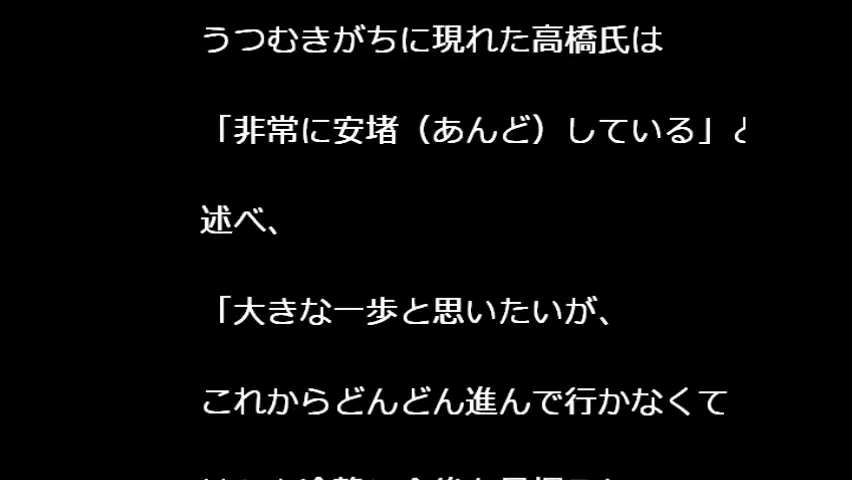 うつむきがちに現れた高橋氏は
「非常に安堵（あんど）している」と
述べ、
「大きな一歩と思いたいが、
これからどんどん進んで行かなくて